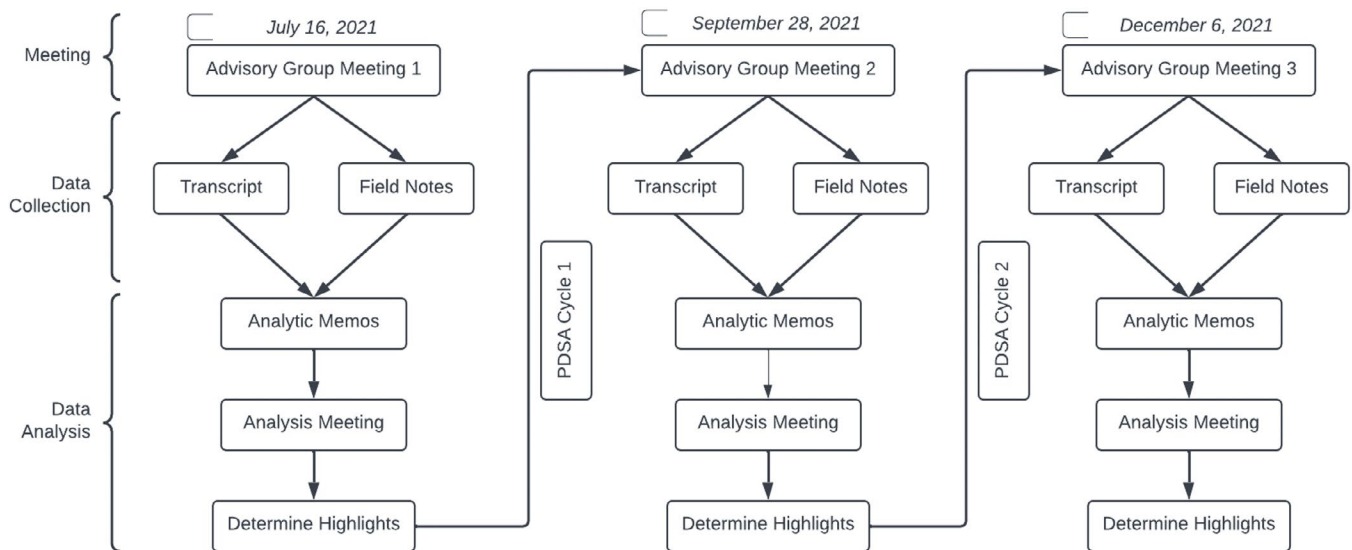 July 16, 2021
September 28, 2021
December 6, 2021
Meeting
Advisory Group Meeting 1
Advisory Group Meeting 2
Advisory Group Meeting 3
Data
Collection
Transcript
Field Notes
Transcript
Field Notes
Transcript
Field Notes
PDSA Cycle 1
PDSA Cycle 2
Analytic Memos
Analytic Memos
Analytic Memos
Data
Analysis
Analysis Meeting
Analysis Meeting
Analysis Meeting
Determine Highlights
Determine Highlights
Determine Highlights